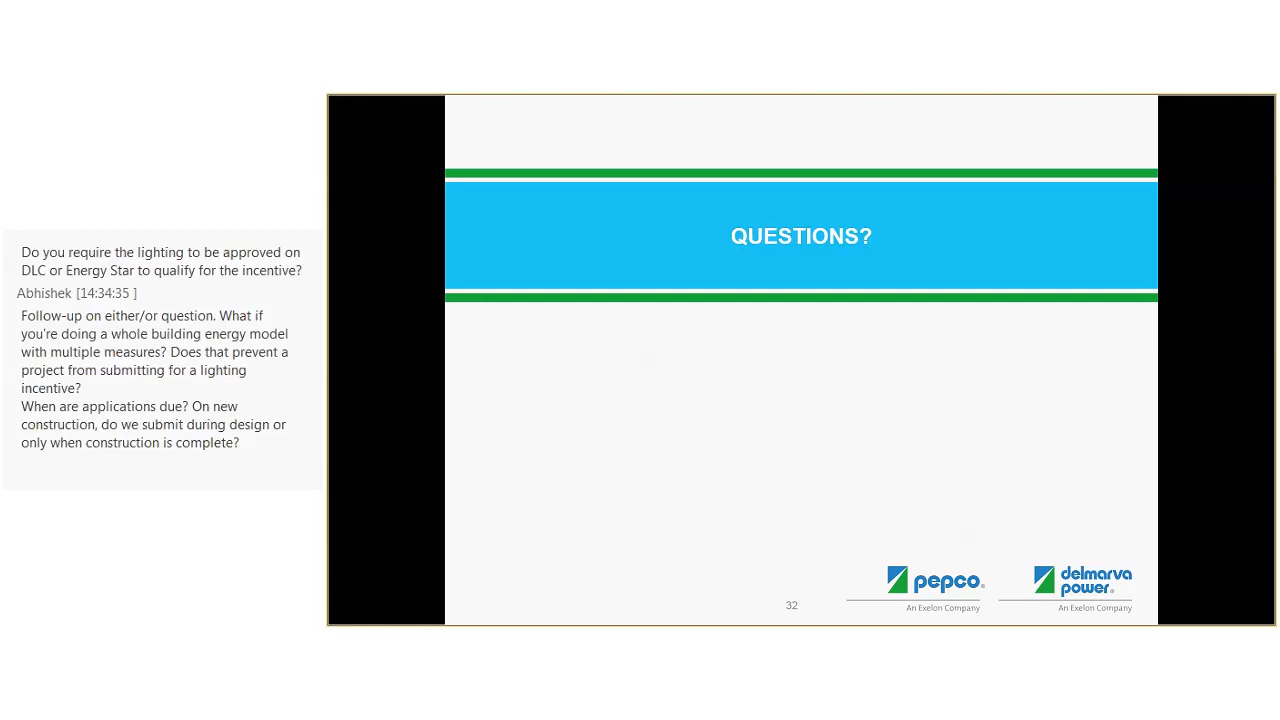 Do you require the lighting to be approved on
DLC or Energy Star to qualify for the incentive?
Abhishek [14:34:35 ]
Follow-up on either/or question. What if
you're doing a whole building energy model
with multiple measures? Does that prevent a
project from submitting for a lighting
incentive?
When are applications due? On new
construction, do we submit during design or
only when construction is complete?
QUESTIONS?
32
pepco®
An Exelon Company
delmarva
power®
An Exelon Company